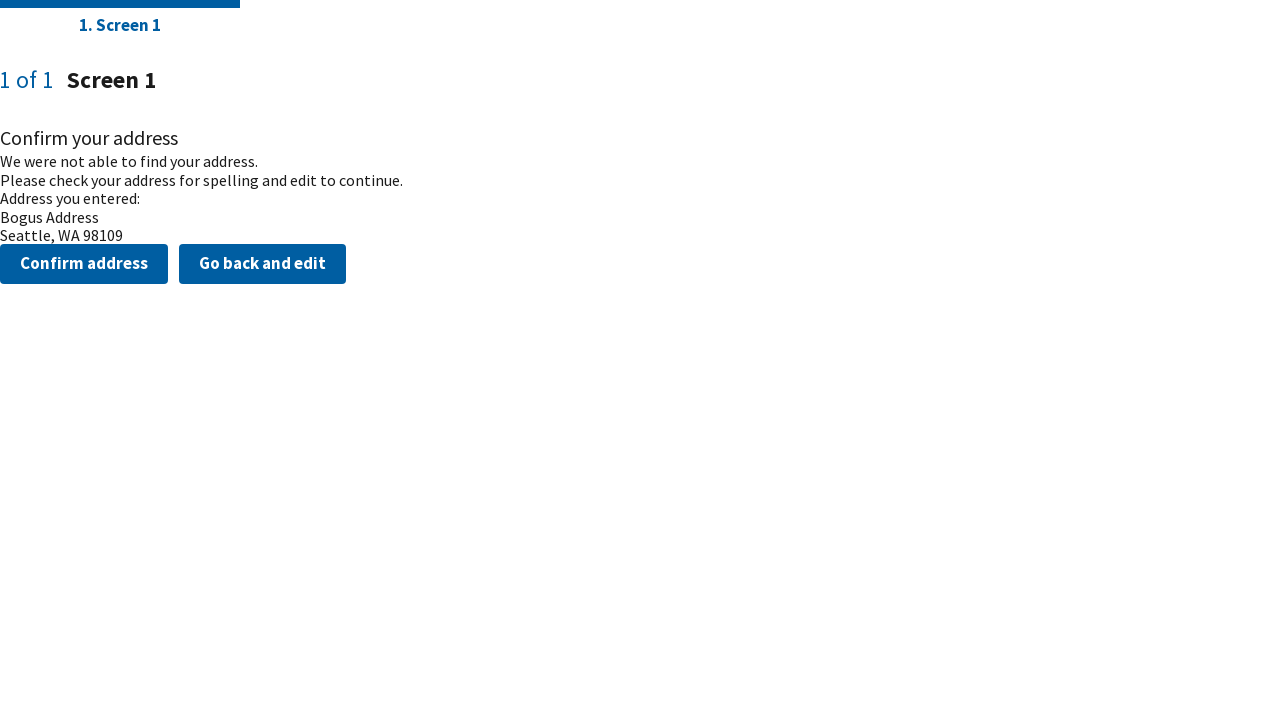 1. Screen 1
1 of 1 Screen 1
Confirm your address
We were not able to find your address.
Please check your address for spelling and edit to continue.
Address you entered:
Bogus Address
Seattle, WA 98109
Confirm address Go back and edit